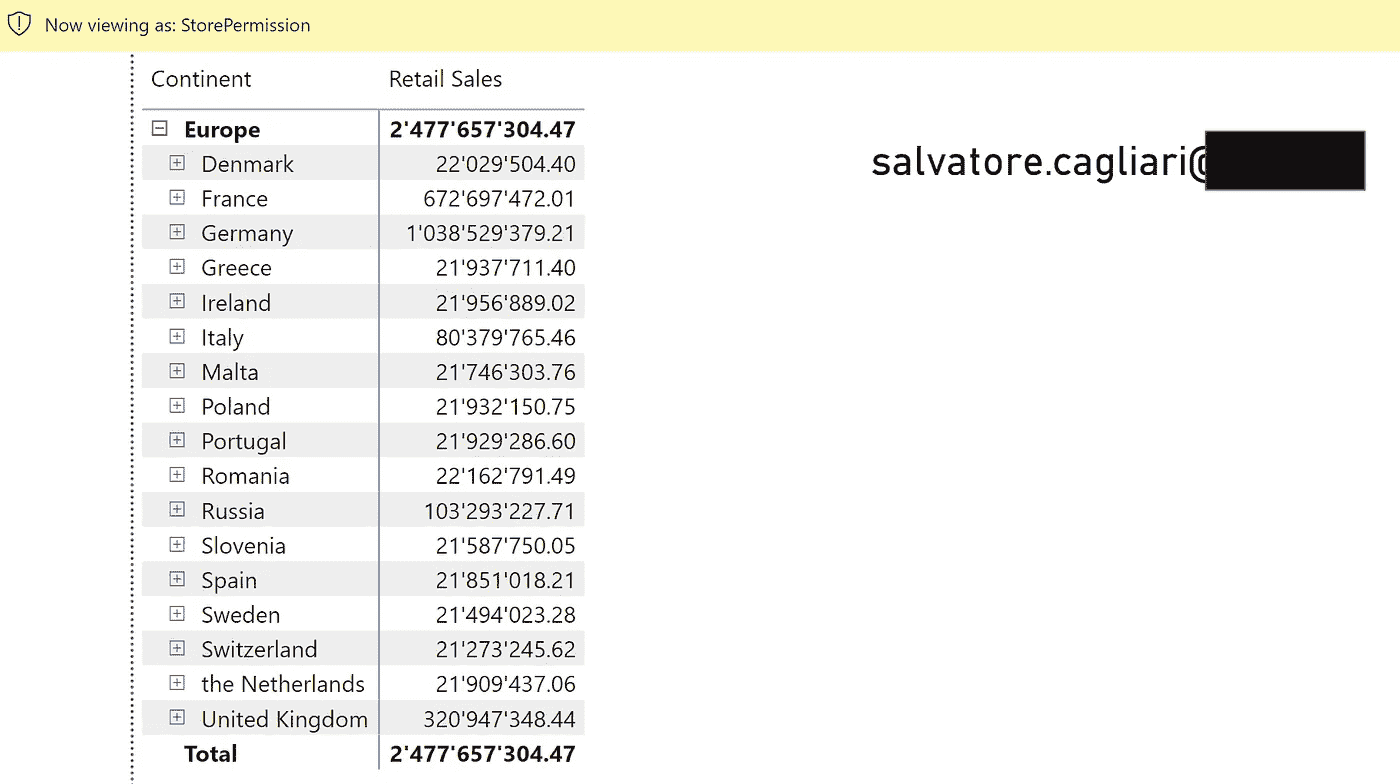 Now viewing as: StorePermission
Continent Retail Sales
Europe 2'477'657'304.47
salvatore.cagliari@
Denmark 22'029'504.40
France 672'697'472.01
Germany 1'038'529'379.21
Greece 21'937'711.40
Ireland 21'956'889.02
Italy 80'379'765.46
Malta 21'746'303.76
Poland 21'932'150.75
Portugal 21'929'286.60
Romania 22'162'791.49
Russia 103'293'227.71
Slovenia 21'587'750.05
Spain 21'851'018.21
Sweden 21'494'023.28
Switzerland 21'273'245.62
the Netherlands 21'909'437.06
United Kingdom 320'947'348.44
Total 2'477'657'304.47